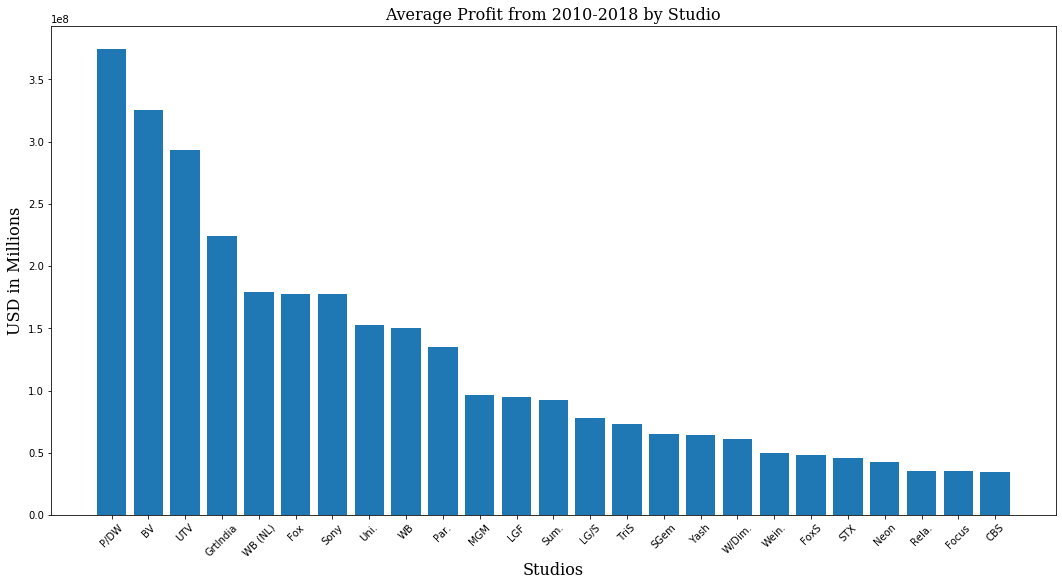 Average Profit from 2010-2018 by Studio
1e8
3.5
3.0
2.5
2.0
1.5
1.0
0.5
0.0
USD in Millions
P/DW BV UTV GrtIndia WB (NL) Fox Sony Uni. WB Par. MGM LGF Sum. LG/S TriS SGem Yash W/Dim. Wein. FoxS STX Neon Rela. Focus CBS
Studios